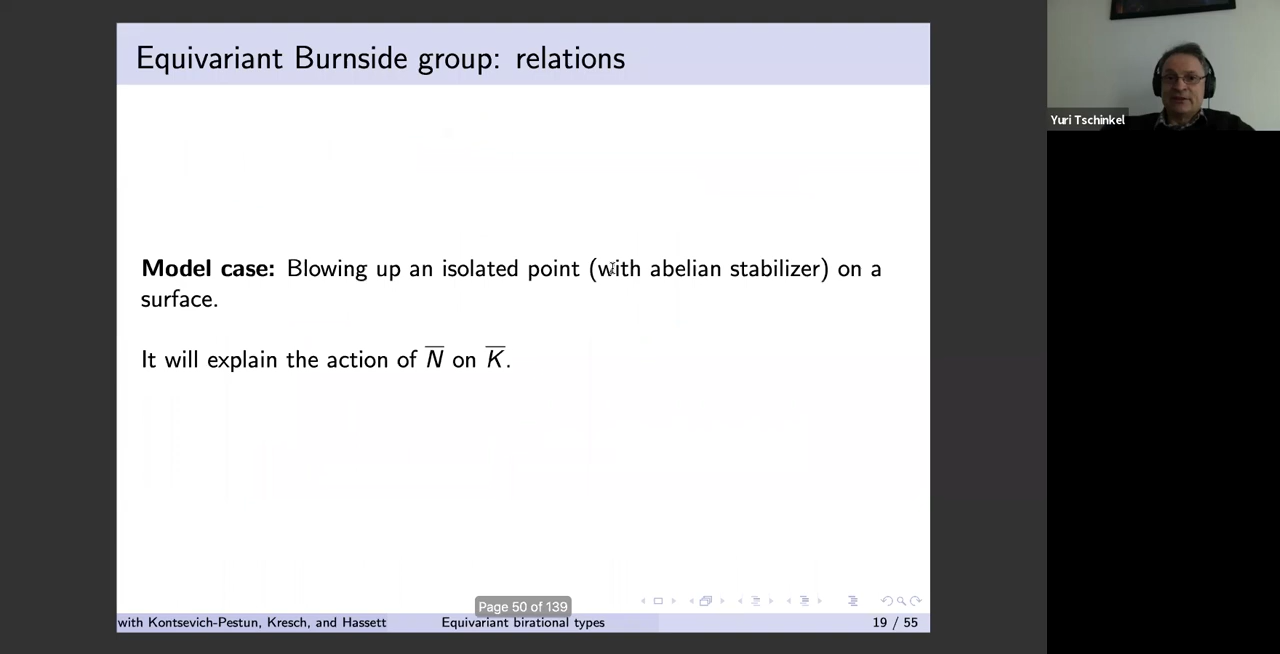 Equivariant Burnside group: relations
Yuri Tschinkel
Model case: Blowing up an isolated point (with abelian stabilizer) on a
surface.
It will explain the action of N̅ on K̅.
Page 50 of 139
with Kontsevich-Pestun, Kresch, and Hassett
Equivariant birational types
19 / 55